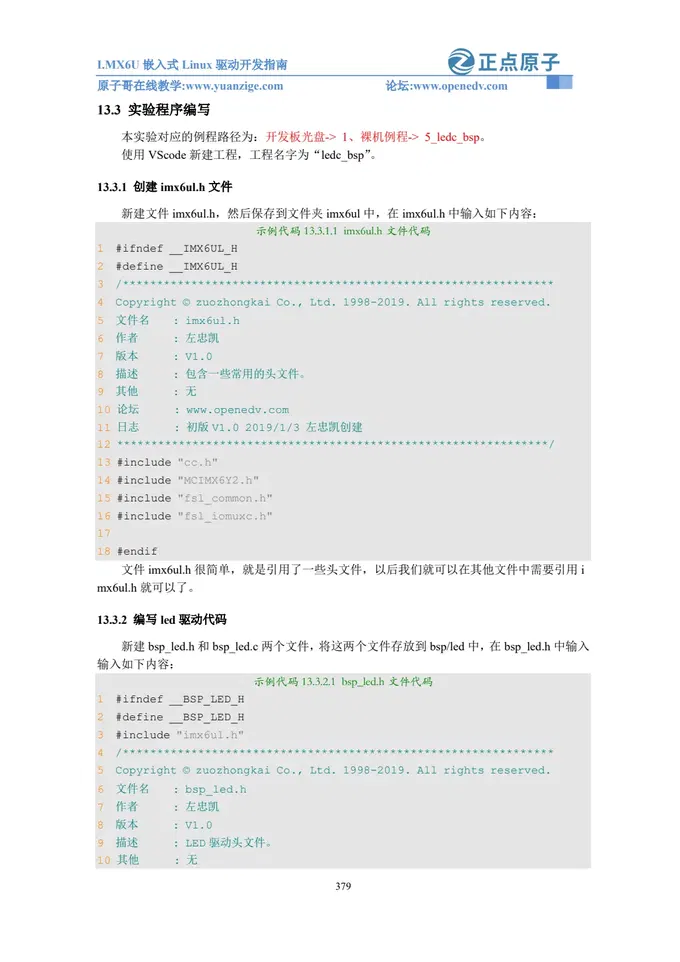 I.MX6U 嵌入式 Linux 驱动开发指南
正点原子
原子哥在线教学:www.yuanzige.com 论坛:www.openedv.com
13.3 实验程序编写
本实验对应的例程路径为：开发板光盘-> 1、裸机例程-> 5_ledc_bsp。
使用 VScode 新建工程，工程名字为“ledc_bsp”。
13.3.1 创建 imx6ul.h 文件
新建文件 imx6ul.h，然后保存到文件夹 imx6ul 中，在 imx6ul.h 中输入如下内容：
示例代码 13.3.1.1 imx6ul.h 文件代码
1 #ifndef __IMX6UL_H
2 #define __IMX6UL_H
3 /***************************************************************
4 Copyright © zuozhongkai Co., Ltd. 1998-2019. All rights reserved.
5 文件名 : imx6ul.h
6 作者 : 左忠凯
7 版本 : V1.0
8 描述 : 包含一些常用的头文件。
9 其他 : 无
10 论坛 : www.openedv.com
11 日志 : 初版 V1.0 2019/1/3 左忠凯创建
12 ***************************************************************/
13 #include "cc.h"
14 #include "MCIMX6Y2.h"
15 #include "fsl_common.h"
16 #include "fsl_iomuxc.h"
17
18 #endif
文件 imx6ul.h 很简单，就是引用了一些头文件，以后我们就可以在其他文件中需要引用 i
mx6ul.h 就可以了。
13.3.2 编写 led 驱动代码
新建 bsp_led.h 和 bsp_led.c 两个文件，将这两个文件存放到 bsp/led 中，在 bsp_led.h 中输入
输入如下内容：
示例代码 13.3.2.1 bsp_led.h 文件代码
1 #ifndef __BSP_LED_H
2 #define __BSP_LED_H
3 #include "imx6ul.h"
4 /***************************************************************
5 Copyright © zuozhongkai Co., Ltd. 1998-2019. All rights reserved.
6 文件名 : bsp_led.h
7 作者 : 左忠凯
8 版本 : V1.0
9 描述 : LED 驱动头文件。
10 其他 : 无
379